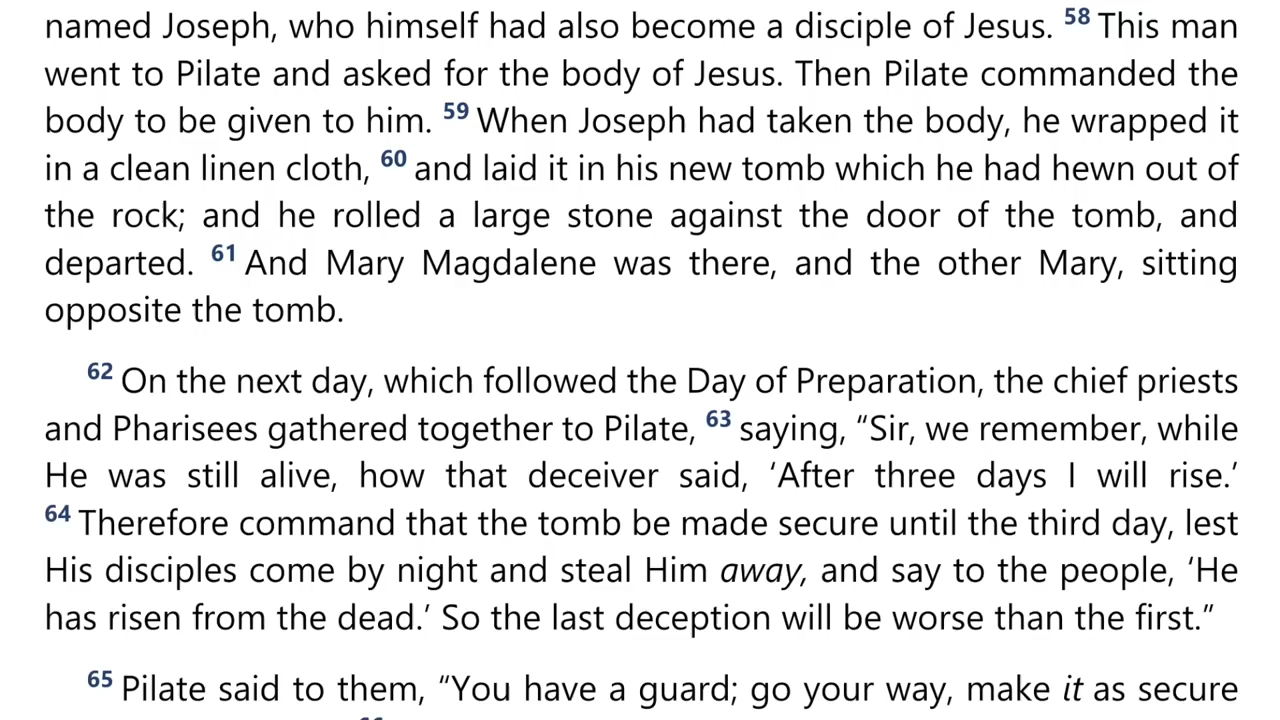 named Joseph, who himself had also become a disciple of Jesus. 58 This man
went to Pilate and asked for the body of Jesus. Then Pilate commanded the
body to be given to him. 59 When Joseph had taken the body, he wrapped it
in a clean linen cloth, 60 and laid it in his new tomb which he had hewn out of
the rock; and he rolled a large stone against the door of the tomb, and
departed. 61 And Mary Magdalene was there, and the other Mary, sitting
opposite the tomb.
62 On the next day, which followed the Day of Preparation, the chief priests
and Pharisees gathered together to Pilate, 63 saying, “Sir, we remember, while
He was still alive, how that deceiver said, ‘After three days I will rise.’
64 Therefore command that the tomb be made secure until the third day, lest
His disciples come by night and steal Him away, and say to the people, ‘He
has risen from the dead.’ So the last deception will be worse than the first.”
65 Pilate said to them, “You have a guard; go your way, make it as secure